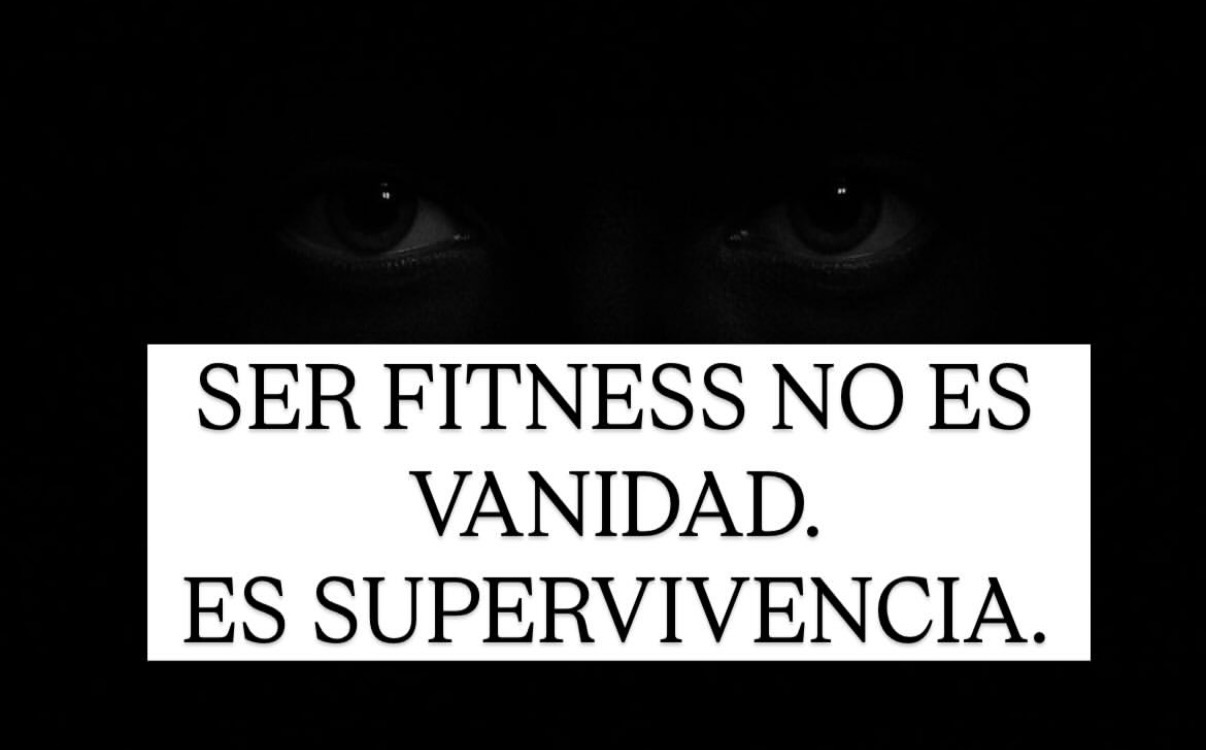 SER FITNESS NO ES
VANIDAD.
ES SUPERVIVENCIA.